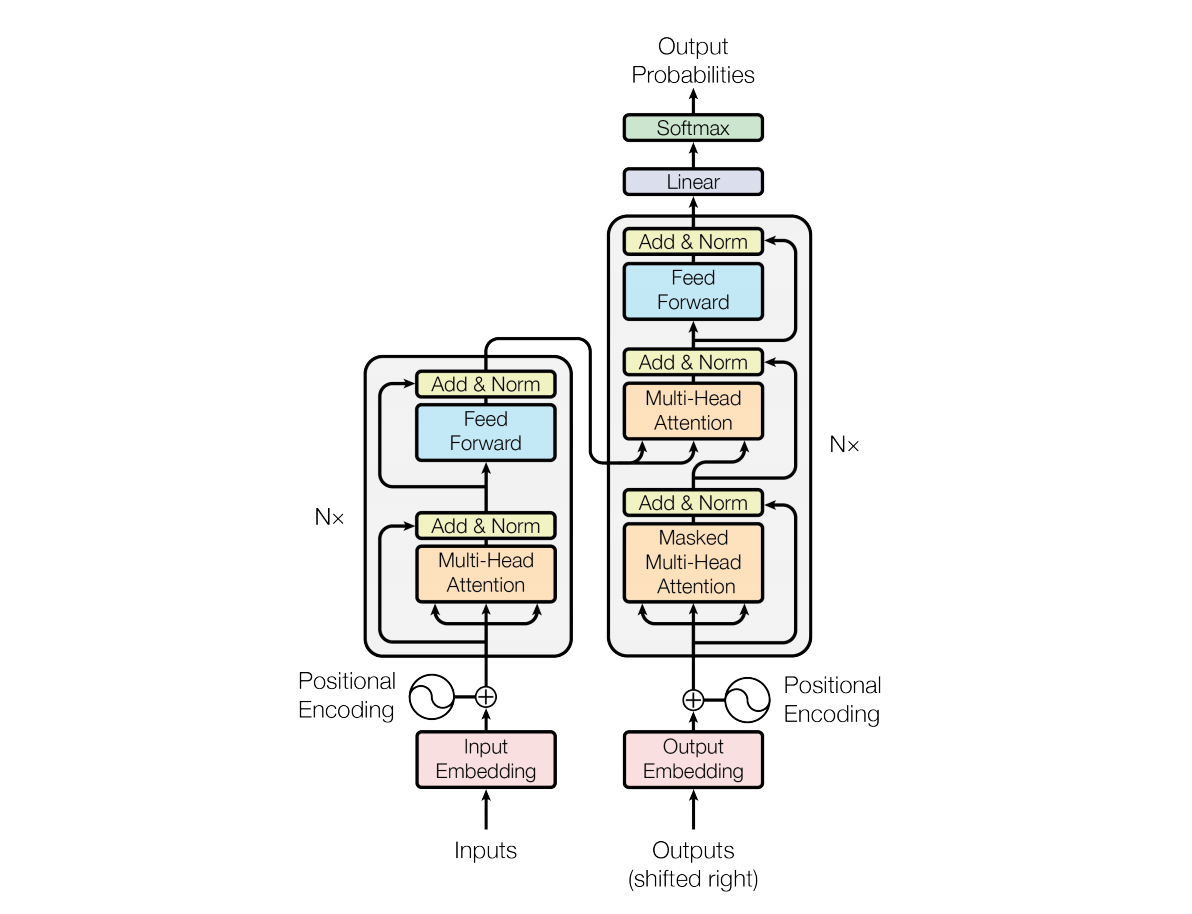 Output
Probabilities
Softmax
Linear
Add & Norm
Feed
Forward
Add & Norm
Multi-Head
Attention
Nx
Add & Norm
Masked
Multi-Head
Attention
Add & Norm
Feed
Forward
Nx
Add & Norm
Multi-Head
Attention
Positional
Encoding
Positional
Encoding
Input
Embedding
Output
Embedding
Inputs
Outputs
(shifted right)